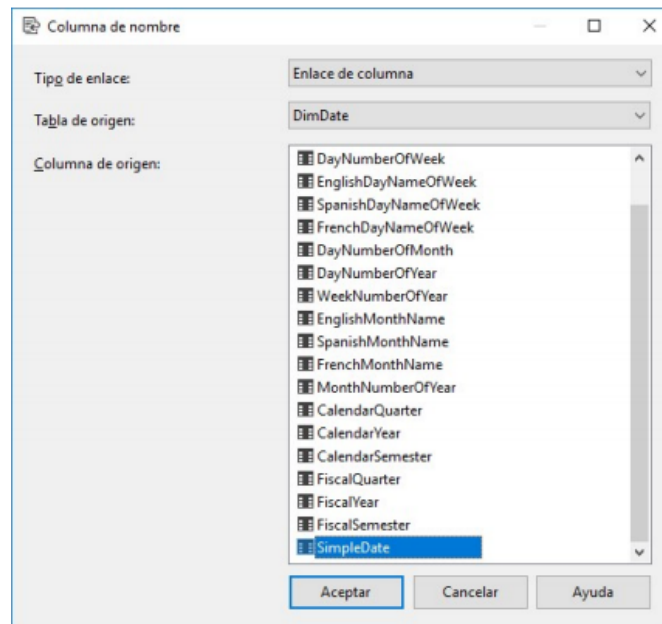 Columna de nombre
Tipo de enlace:
Enlace de columna
Tabla de origen:
DimDate
Columna de origen:
DayNumberOfWeek
EnglishDayNameOfWeek
SpanishDayNameOfWeek
FrenchDayNameOfWeek
DayNumberOfMonth
DayNumberOfYear
WeekNumberOfYear
EnglishMonthName
SpanishMonthName
FrenchMonthName
MonthNumberOfYear
CalendarQuarter
CalendarYear
CalendarSemester
FiscalQuarter
FiscalYear
FiscalSemester
SimpleDate
Aceptar Cancelar Ayuda